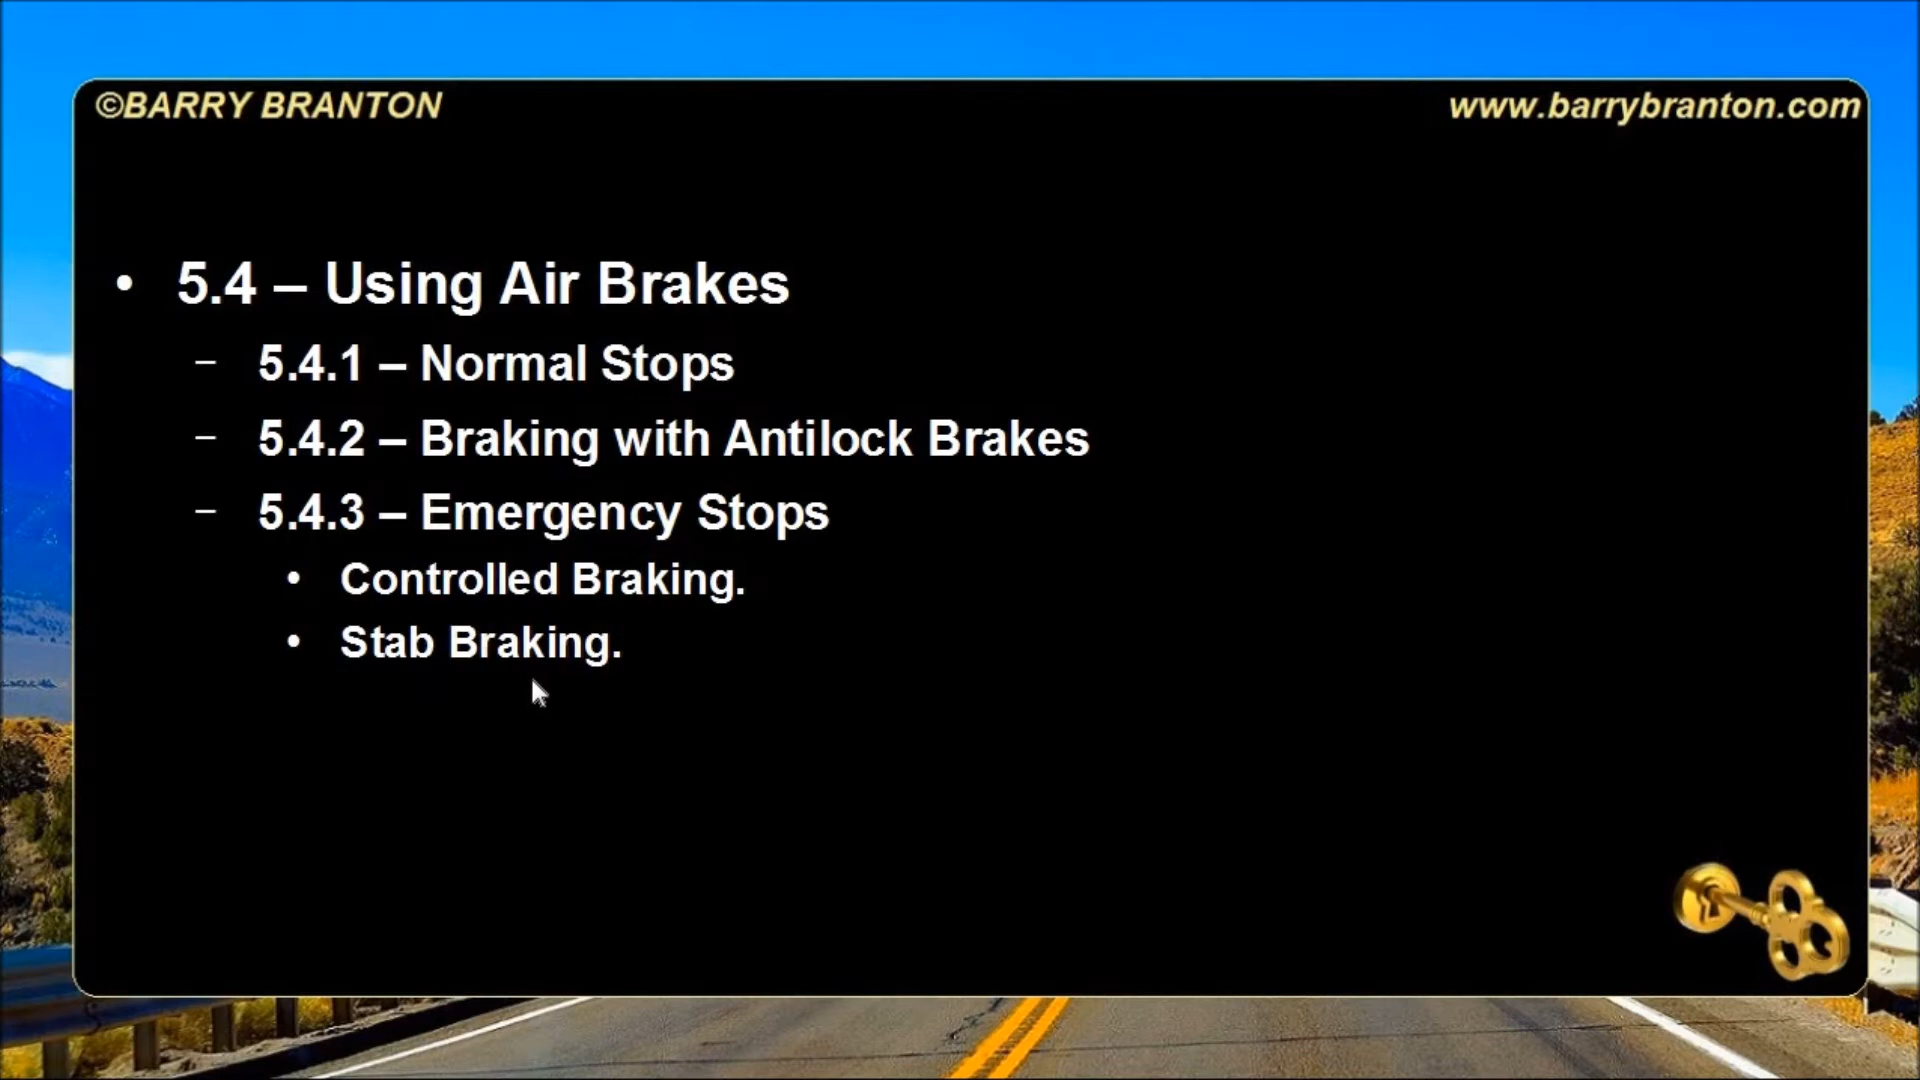 ©BARRY BRANTON
www.barrybranton.com
• 5.4 – Using Air Brakes
– 5.4.1 – Normal Stops
– 5.4.2 – Braking with Antilock Brakes
– 5.4.3 – Emergency Stops
• Controlled Braking.
• Stab Braking.